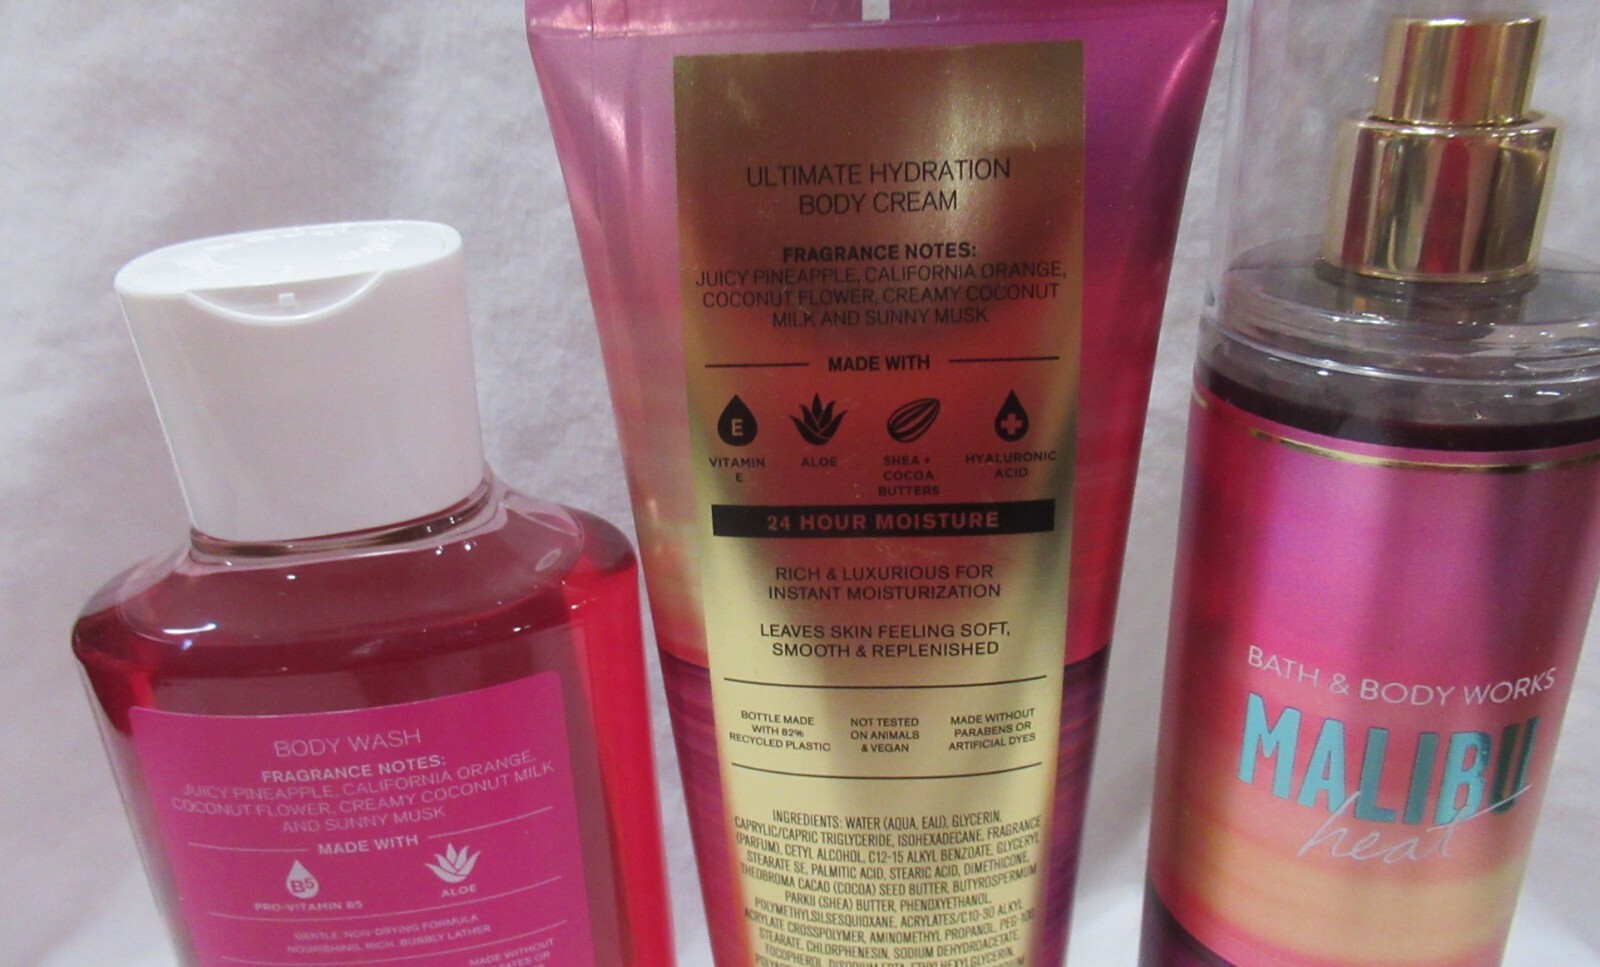 BODY WASH
FRAGRANCE NOTES:
JUICY PINEAPPLE, CALIFORNIA ORANGE,
COCONUT FLOWER, CREAMY COCONUT MILK
AND SUNNY MUSK
MADE WITH
B5
PRO-VITAMIN B5
ALOE
GENTLE, NON-DRYING FORMULA
NOURISHING, RICH, BUBBLY LATHER
MADE WITHOUT
ULTIMATE HYDRATION
BODY CREAM
FRAGRANCE NOTES:
JUICY PINEAPPLE, CALIFORNIA ORANGE,
COCONUT FLOWER, CREAMY COCONUT
MILK AND SUNNY MUSK
MADE WITH
E
VITAMIN
E
ALOE
SHEA +
COCOA
BUTTERS
HYALURONIC
ACID
24 HOUR MOISTURE
RICH & LUXURIOUS FOR
INSTANT MOISTURIZATION
LEAVES SKIN FEELING SOFT,
SMOOTH & REPLENISHED
BOTTLE MADE
WITH 82%
RECYCLED PLASTIC
NOT TESTED
ON ANIMALS
& VEGAN
MADE WITHOUT
PARABENS OR
ARTIFICIAL DYES
INGREDIENTS: WATER (AQUA, EAU), GLYCERIN,
CAPRYLIC/CAPRIC TRIGLYCERIDE, ISOHEXADECANE, FRAGRANCE
(PARFUM), CETYL ALCOHOL, C12-15 ALKYL BENZOATE, GLYCERYL
STEARATE SE, PALMITIC ACID, STEARIC ACID, DIMETHICONE,
THEOBROMA CACAO (COCOA) SEED BUTTER, BUTYROSPERMUM
PARKII (SHEA) BUTTER, PHENOXYETHANOL,
POLYMETHYLSILSESQUIOXANE, ACRYLATES/C10-30 ALKYL
ACRYLATE CROSSPOLYMER, AMINOMETHYL PROPANOL, PEG-100
STEARATE, CHLORPHENESIN, SODIUM DEHYDROACETATE,
TOCOPHEROL, DISODIUM EDTA, ETHYLHEXYLGLYCERIN,
BATH & BODY WORKS
MALIBU
heat